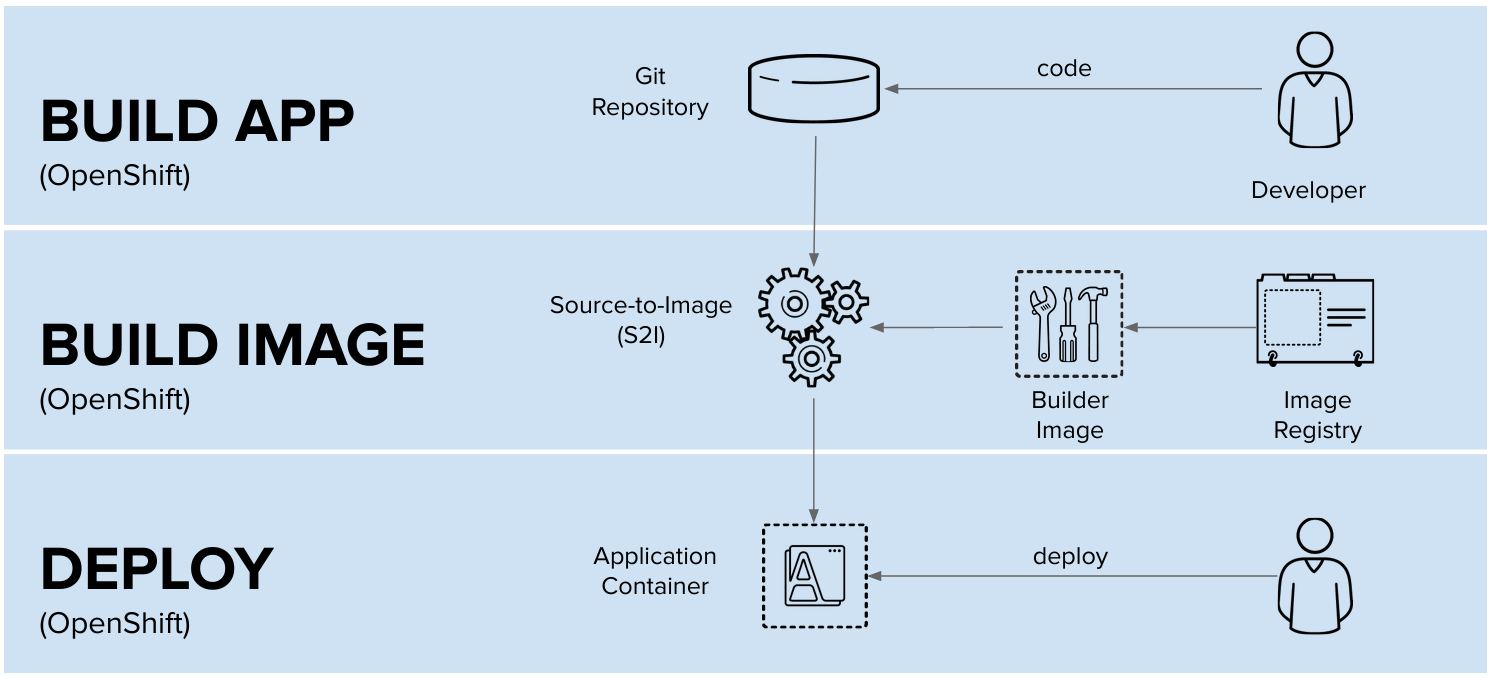 BUILD APP
(OpenShift)
Git
Repository
code
Developer
BUILD IMAGE
(OpenShift)
Source-to-Image
(S2I)
Builder
Image
Image
Registry
DEPLOY
(OpenShift)
Application
Container
A
deploy